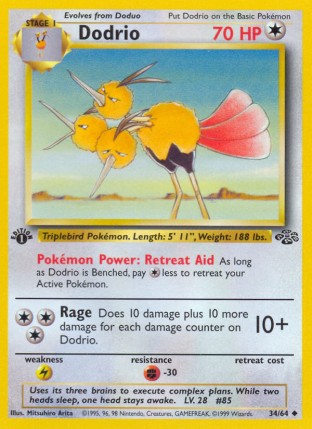 Evolves from Doduo
Put Dodrio on the Basic Pokémon
STAGE 1
Dodrio
70 HP
EDITION
1
Triplebird Pokémon. Length: 5' 11", Weight: 188 lbs.
Pokémon Power: Retreat Aid As long
as Dodrio is Benched, pay less to retreat your
Active Pokémon.
Rage Does 10 damage plus 10 more
damage for each damage counter on
Dodrio.
10+
weakness
resistance
retreat cost
-30
Uses its three brains to execute complex plans. While two
heads sleep, one head stays awake. LV. 28 #85
Illus. Mitsuhiro Arita
©1995, 96, 98 Nintendo, Creatures, GAMEFREAK. ©1999 Wizards.
34/64